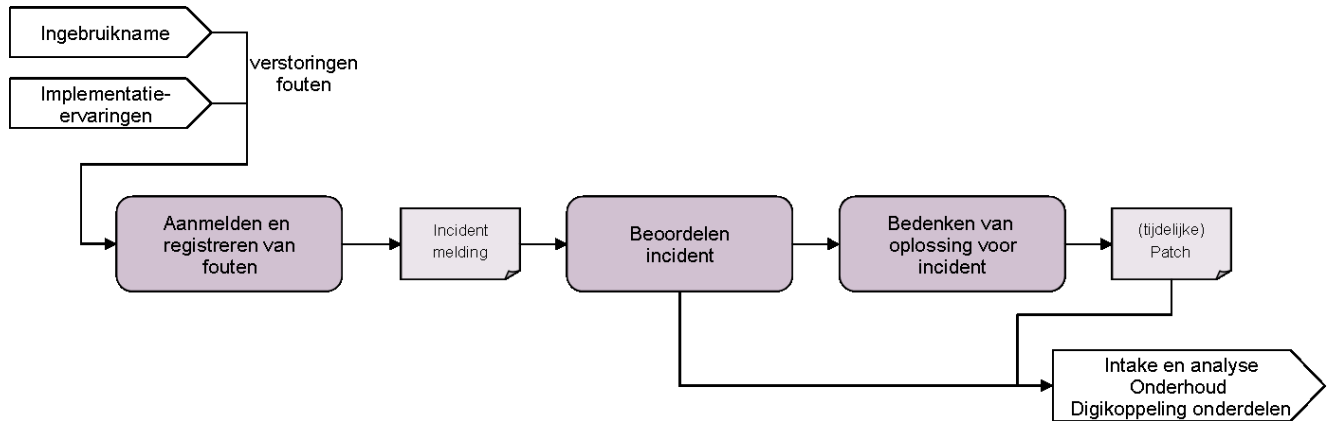 Ingebruikname
verstoringen
fouten
Implementatie-
ervaringen
Aanmelden en
registreren van
fouten
Incident
melding
Beoordelen
incident
Bedenken van
oplossing voor
incident
(tijdelijke)
Patch
Intake en analyse
Onderhoud
Digikoppeling onderdelen